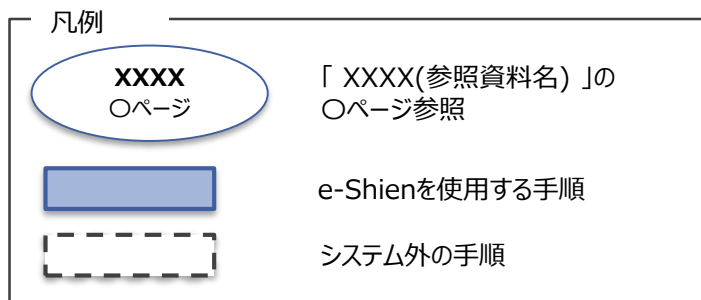 凡例
XXXX
〇ページ
「 XXXX(参照資料名) 」の
〇ページ参照
e-Shienを使用する手順
システム外の手順